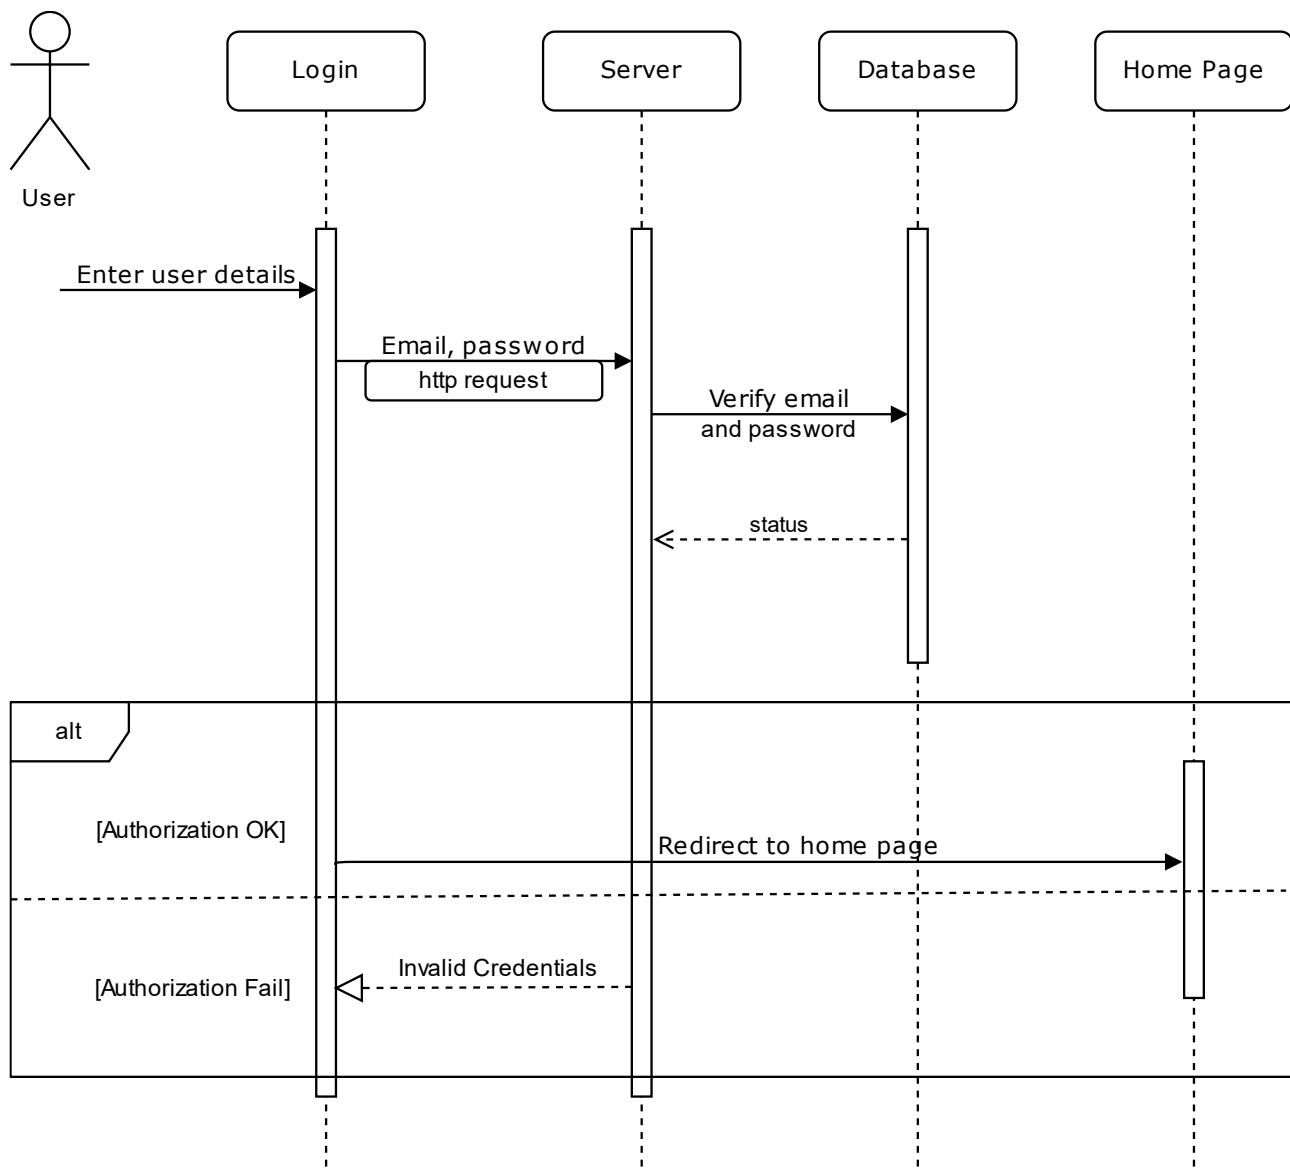 Login
Server
Database
Home Page
User
Enter user details
Email, password
http request
Verify email
and password
status
alt
[Authorization OK]
Redirect to home page
[Authorization Fail]
Invalid Credentials